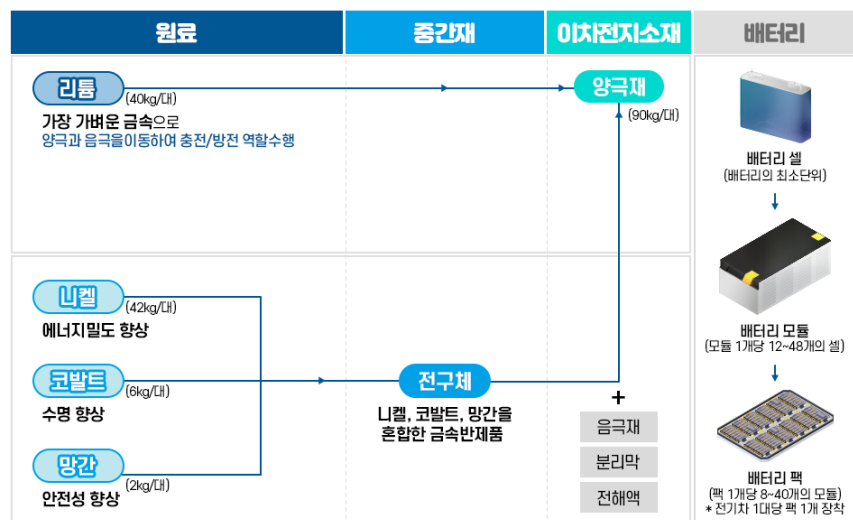 원료
중간재
이차전지소재
배터리
리튬
(40kg/대)
가장 가벼운 금속으로
양극과 음극을이동하여 충전/방전 역할수행
양극재
(90kg/대)
니켈
(42kg/대)
에너지밀도 향상
코발트
(6kg/대)
수명 향상
망간
(2kg/대)
안전성 향상
전구체
니켈, 코발트, 망간을
혼합한 금속반제품
+
음극재
분리막
전해액
배터리 셀
(배터리의 최소단위)
배터리 모듈
(모듈 1개당 12~48개의 셀)
배터리 팩
(팩 1개당 8~40개의 모듈)
* 전기차 1대당 팩 1개 장착